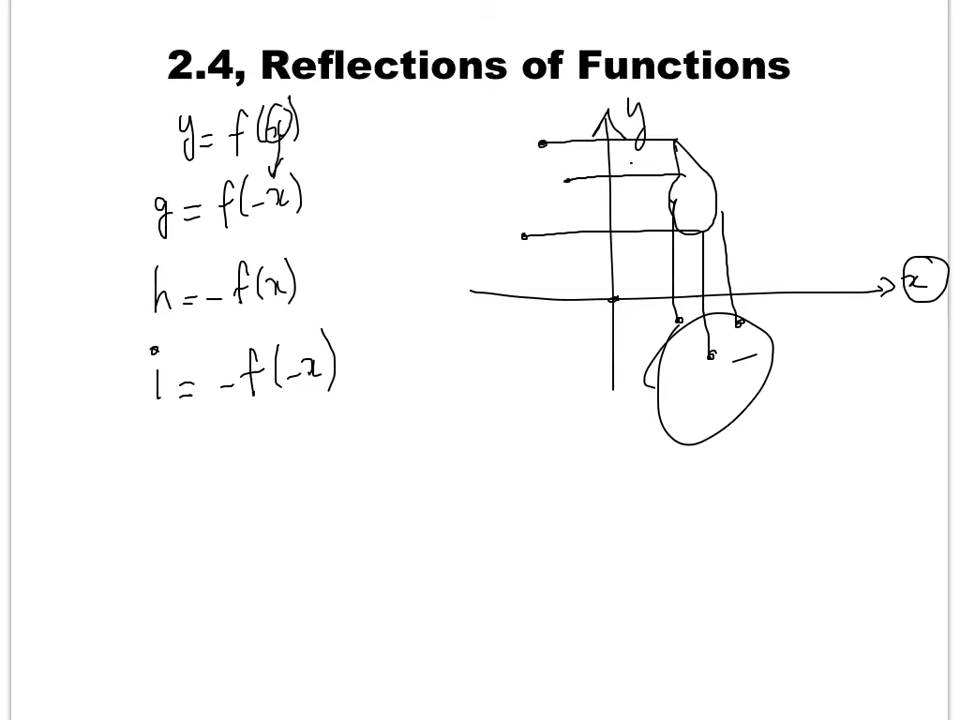 2.4, Reflections of Functions
y = f(x)
g = f(-x)
h = -f(x)
i = -f(-x)
y
x